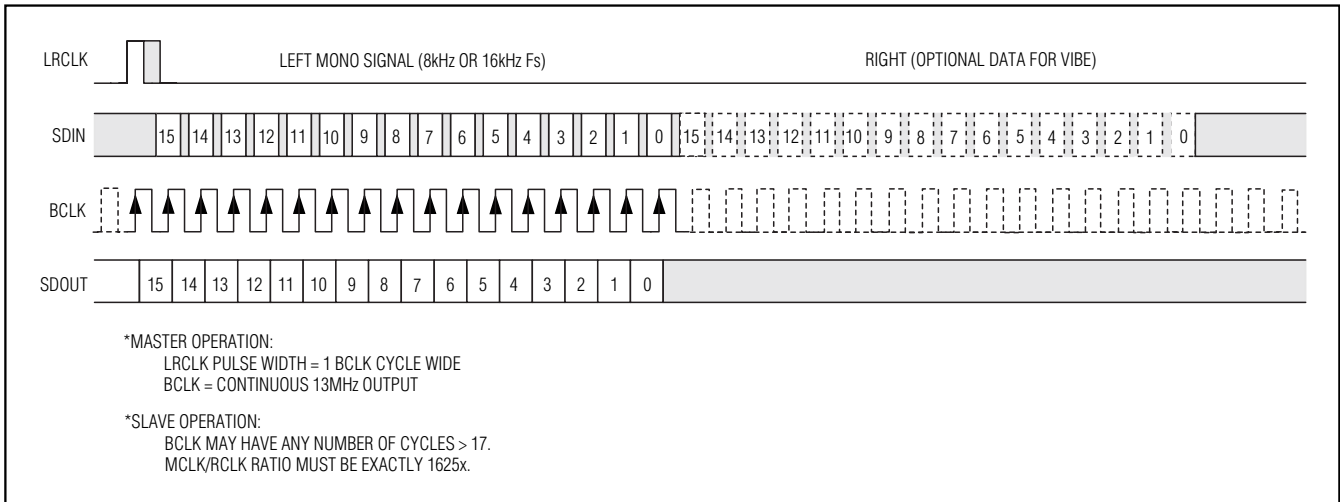 LRCLK LEFT MONO SIGNAL (8kHz OR 16kHz Fs) RIGHT (OPTIONAL DATA FOR VIBE)
SDIN 15 14 13 12 11 10 9 8 7 6 5 4 3 2 1 0 15 14 13 12 11 10 9 8 7 6 5 4 3 2 1 0
BCLK
SDOUT 15 14 13 12 11 10 9 8 7 6 5 4 3 2 1 0
*MASTER OPERATION:
LRCLK PULSE WIDTH = 1 BCLK CYCLE WIDE
BCLK = CONTINUOUS 13MHz OUTPUT
*SLAVE OPERATION:
BCLK MAY HAVE ANY NUMBER OF CYCLES > 17.
MCLK/RCLK RATIO MUST BE EXACTLY 1625x.